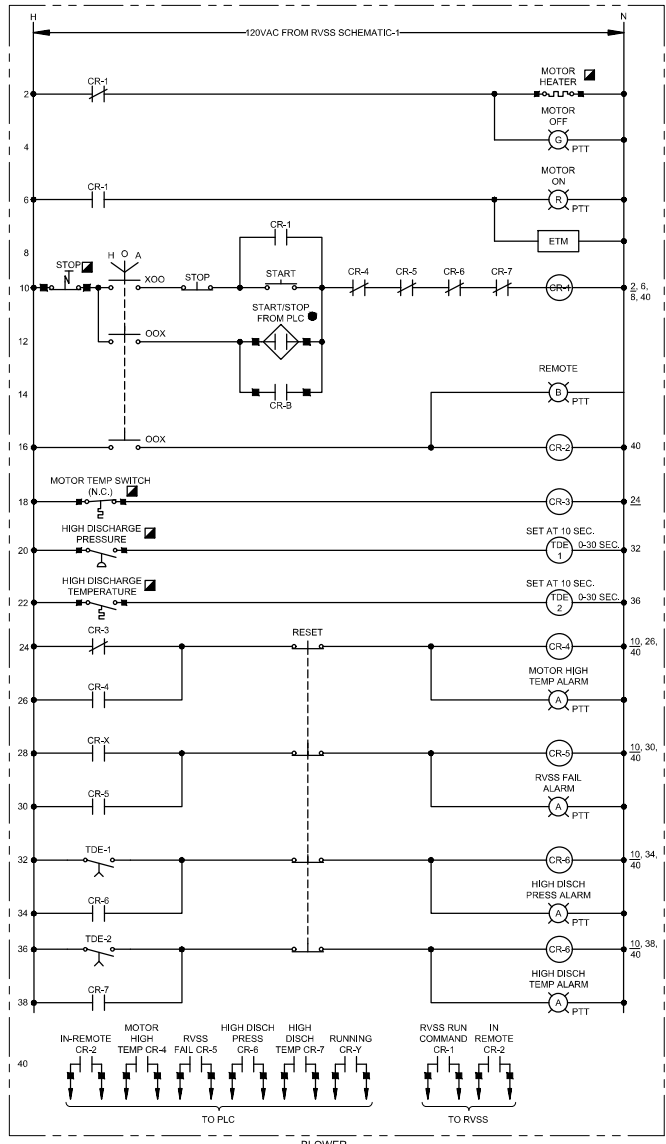 H N
120VAC FROM RVSS SCHEMATIC-1
CR-1
MOTOR
HEATER
2
MOTOR
OFF
G
PTT
4
CR-1
MOTOR
ON
6
R
PTT
CR-1
8
ETM
STOP
H O A
XOO
STOP
START
CR-4 CR-5 CR-6 CR-7
10
CR-1
2, 6,
8, 40
START/STOP
FROM PLC
OOX
12
REMOTE
14
CR-B
B
PTT
OOX
16
CR-2
40
MOTOR TEMP SWITCH
(N.C.)
18
CR-3
24
HIGH DISCHARGE
PRESSURE
SET AT 10 SEC.
20
TDE
1
0-30 SEC.
32
HIGH DISCHARGE
TEMPERATURE
SET AT 10 SEC.
22
TDE
2
0-30 SEC.
36
CR-3
RESET
24
CR-4
10, 26,
40
CR-4
MOTOR HIGH
TEMP ALARM
26
A
PTT
CR-X
28
CR-5
10, 30,
40
CR-5
RVSS FAIL
ALARM
30
A
PTT
TDE-1
32
CR-6
10, 34,
40
CR-6
HIGH DISCH
PRESS ALARM
34
A
PTT
TDE-2
36
CR-6
10, 38,
40
CR-7
HIGH DISCH
TEMP ALARM
38
A
PTT
40
IN-REMOTE
CR-2
MOTOR
HIGH
TEMP CR-4
RVSS
FAIL CR-5
HIGH DISCH
PRESS
CR-6
HIGH
DISCH
TEMP CR-7
RUNNING
CR-Y
RVSS RUN
COMMAND
CR-1
IN
REMOTE
CR-2
TO PLC
TO RVSS
BLOWER